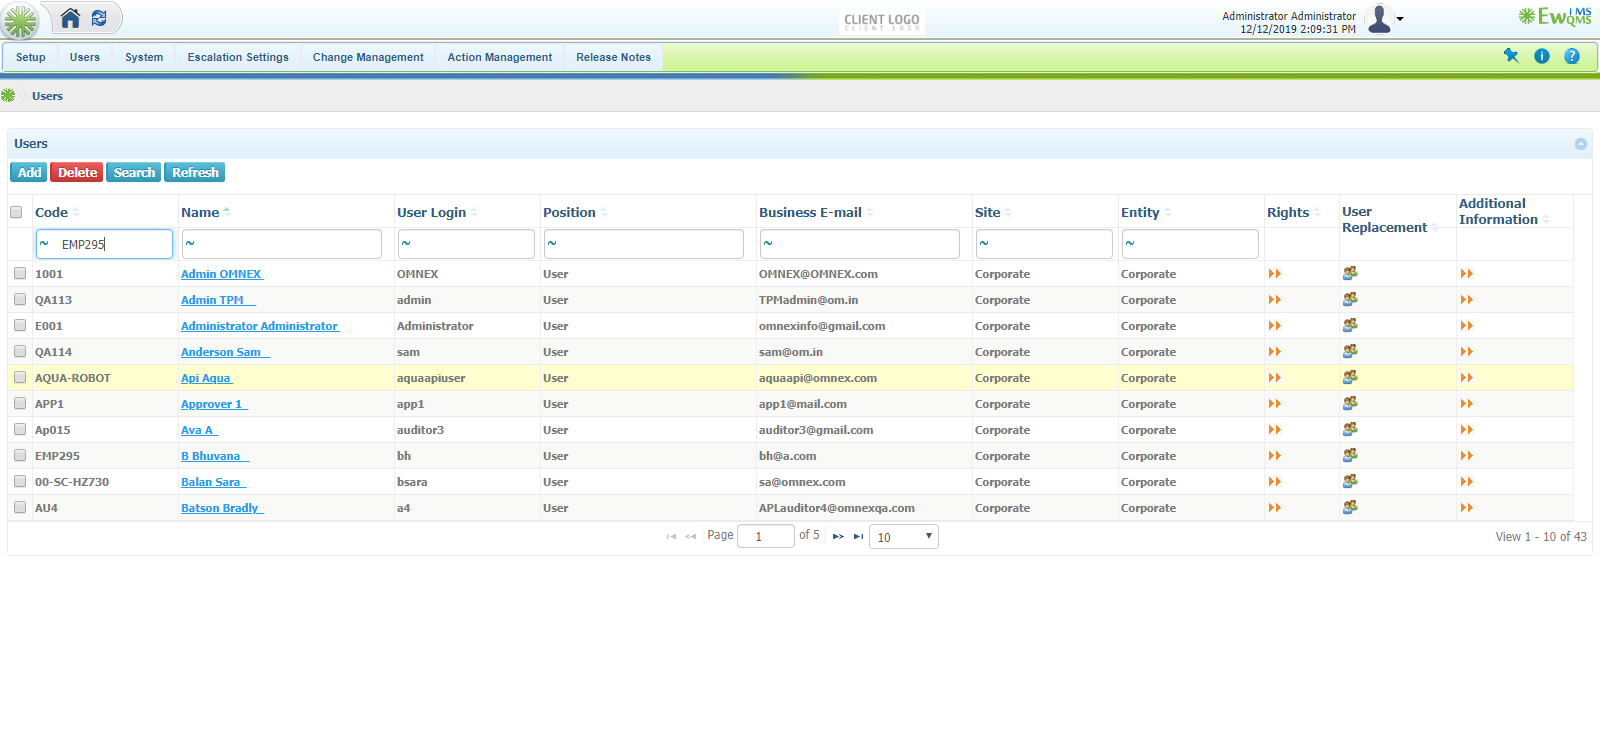 CLIENT LOGO
CLIENT LOGO
Administrator Administrator
12/12/2019 2:09:31 PM
EwIMS
QMS
Setup Users System Escalation Settings Change Management Action Management Release Notes
Users
Users
Add Delete Search Refresh
Code Name User Login Position Business E-mail Site Entity Rights User Replacement Additional Information
~ EMP295 ~ ~ ~ ~ ~ ~
1001 Admin OMNEX OMNEX User OMNEX@OMNEX.com Corporate Corporate
QA113 Admin TPM admin User TPMadmin@om.in Corporate Corporate
E001 Administrator Administrator Administrator User omnexinfo@gmail.com Corporate Corporate
QA114 Anderson Sam sam User sam@om.in Corporate Corporate
AQUA-ROBOT Api Aqua aquaapiuser User aquaapi@omnex.com Corporate Corporate
APP1 Approver 1 app1 User app1@mail.com Corporate Corporate
Ap015 Ava A auditor3 User auditor3@gmail.com Corporate Corporate
EMP295 B Bhuvana bh User bh@a.com Corporate Corporate
00-SC-HZ730 Balan Sara bsara User sa@omnex.com Corporate Corporate
AU4 Batson Bradly a4 User APLauditor4@omnexqa.com Corporate Corporate
Page 1 of 5 10 View 1 - 10 of 43